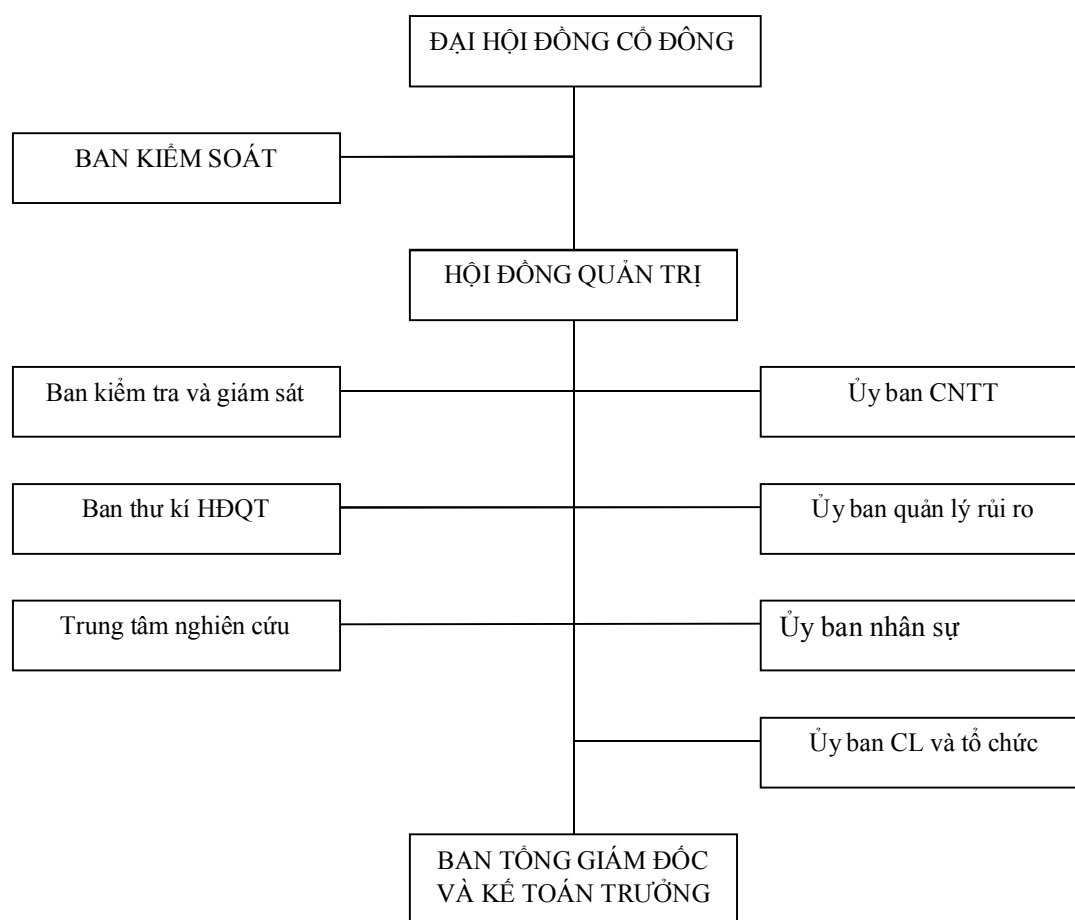 ĐẠI HỘI ĐỒNG CỔ ĐÔNG
BAN KIỂM SOÁT
HỘI ĐỒNG QUẢN TRỊ
Ban kiểm tra và giám sát
Ủy ban CNTT
Ban thư kí HĐQT
Ủy ban quản lý rủi ro
Trung tâm nghiên cứu
Ủy ban nhân sự
Ủy ban CL và tổ chức
BAN TỔNG GIÁM ĐỐC
VÀ KẾ TOÁN TRƯỞNG